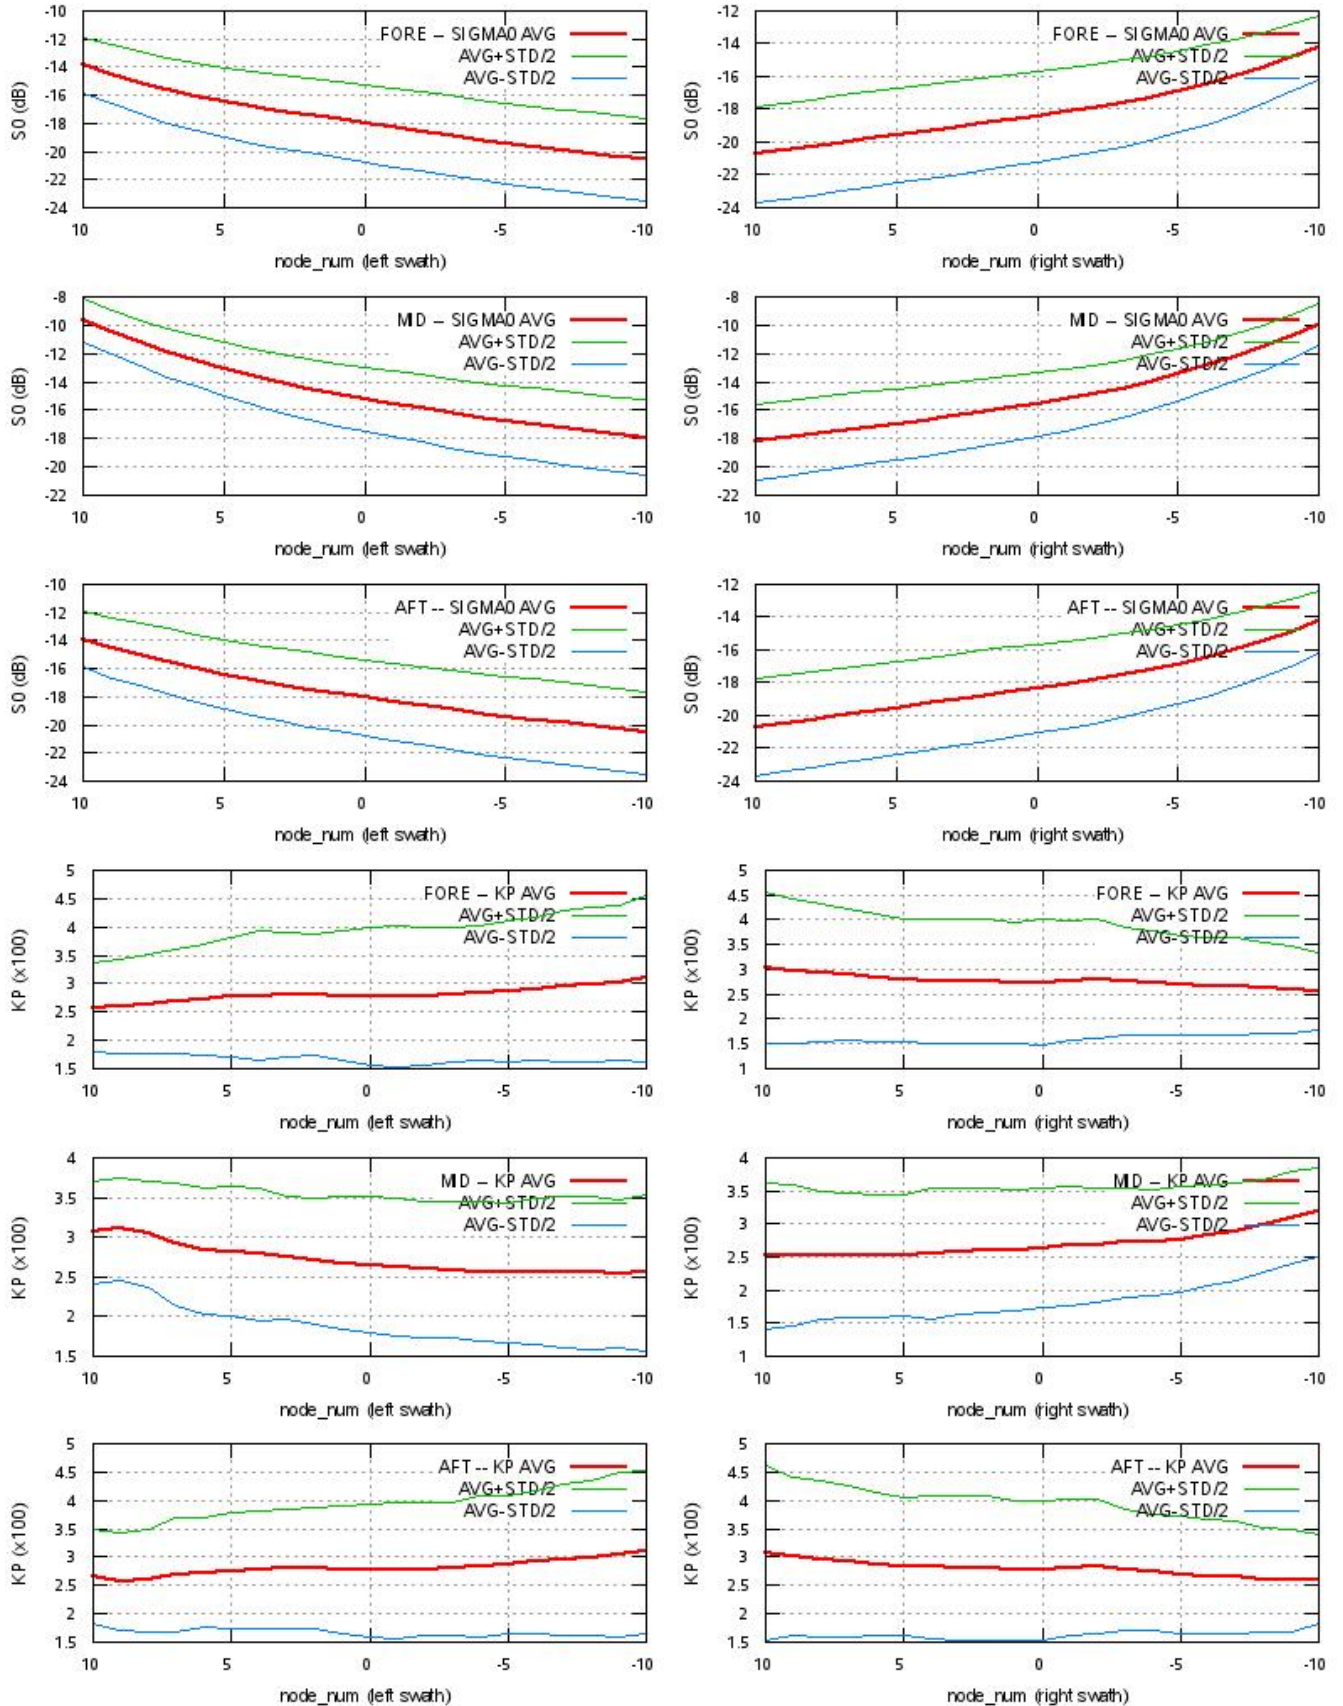 -10
-12
-14
-16
-18
-20
-22
-24
S0 (dB)
FORE -- SIGMA0 AVG
AVG+STD/2
AVG-STD/2
10
5
0
-5
-10
node_num (left swath)
-12
-14
-16
-18
-20
-22
-24
S0 (dB)
FORE -- SIGMA0 AVG
AVG+STD/2
AVG-STD/2
10
5
0
-5
-10
node_num (right swath)
-8
-10
-12
-14
-16
-18
-20
-22
S0 (dB)
MID -- SIGMA0 AVG
AVG+STD/2
AVG-STD/2
10
5
0
-5
-10
node_num (left swath)
-8
-10
-12
-14
-16
-18
-20
-22
S0 (dB)
MID -- SIGMA0 AVG
AVG+STD/2
AVG-STD/2
10
5
0
-5
-10
node_num (right swath)
-10
-12
-14
-16
-18
-20
-22
-24
S0 (dB)
AFT -- SIGMA0 AVG
AVG+STD/2
AVG-STD/2
10
5
0
-5
-10
node_num (left swath)
-12
-14
-16
-18
-20
-22
-24
S0 (dB)
AFT -- SIGMA0 AVG
AVG+STD/2
AVG-STD/2
10
5
0
-5
-10
node_num (right swath)
5
4.5
4
3.5
3
2.5
2
1.5
KP (x100)
FORE -- KP AVG
AVG+STD/2
AVG-STD/2
10
5
0
-5
-10
node_num (left swath)
5
4.5
4
3.5
3
2.5
2
1.5
1
KP (x100)
FORE -- KP AVG
AVG+STD/2
AVG-STD/2
10
5
0
-5
-10
node_num (right swath)
4
3.5
3
2.5
2
1.5
KP (x100)
MID -- KP AVG
AVG+STD/2
AVG-STD/2
10
5
0
-5
-10
node_num (left swath)
4
3.5
3
2.5
2
1.5
1
KP (x100)
MID -- KP AVG
AVG+STD/2
AVG-STD/2
10
5
0
-5
-10
node_num (right swath)
5
4.5
4
3.5
3
2.5
2
1.5
KP (x100)
AFT -- KP AVG
AVG+STD/2
AVG-STD/2
10
5
0
-5
-10
node_num (left swath)
5
4.5
4
3.5
3
2.5
2
1.5
KP (x100)
AFT -- KP AVG
AVG+STD/2
AVG-STD/2
10
5
0
-5
-10
node_num (right swath)